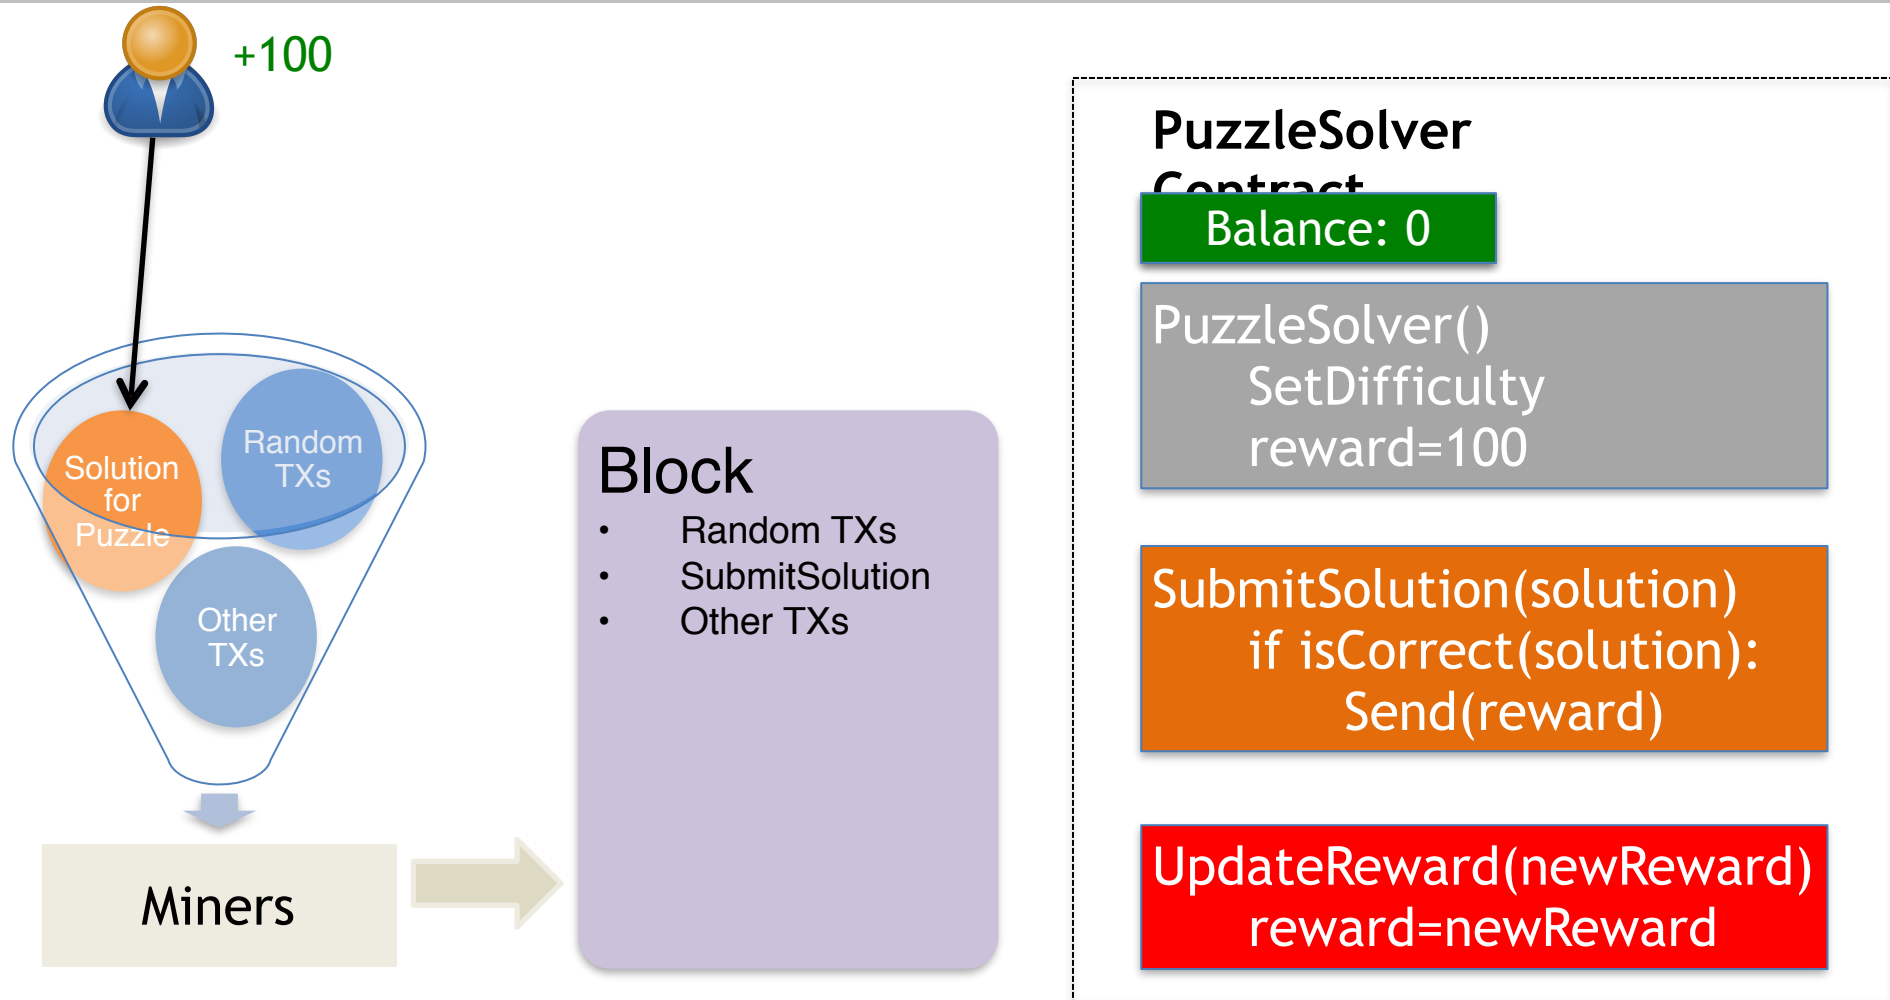 +100
Solution
for
Puzzle
Random
TXs
Other
TXs
Miners
Block
• Random TXs
• SubmitSolution
• Other TXs
PuzzleSolver
Contract
Balance: 0
PuzzleSolver()
SetDifficulty
reward=100
SubmitSolution(solution)
if isCorrect(solution):
Send(reward)
UpdateReward(newReward)
reward=newReward